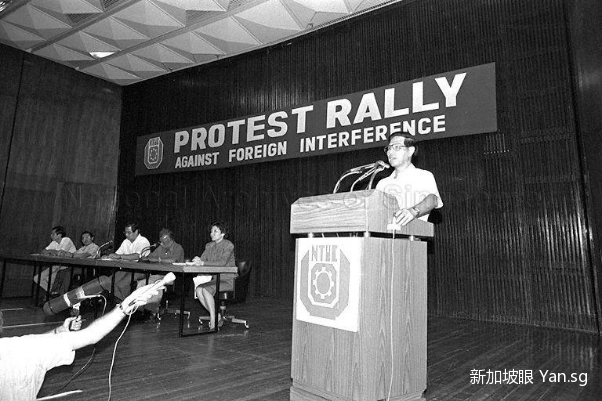 PROTEST RALLY
AGAINST FOREIGN INTERFERENCE
NTUC
新加坡眼 Yan.sg